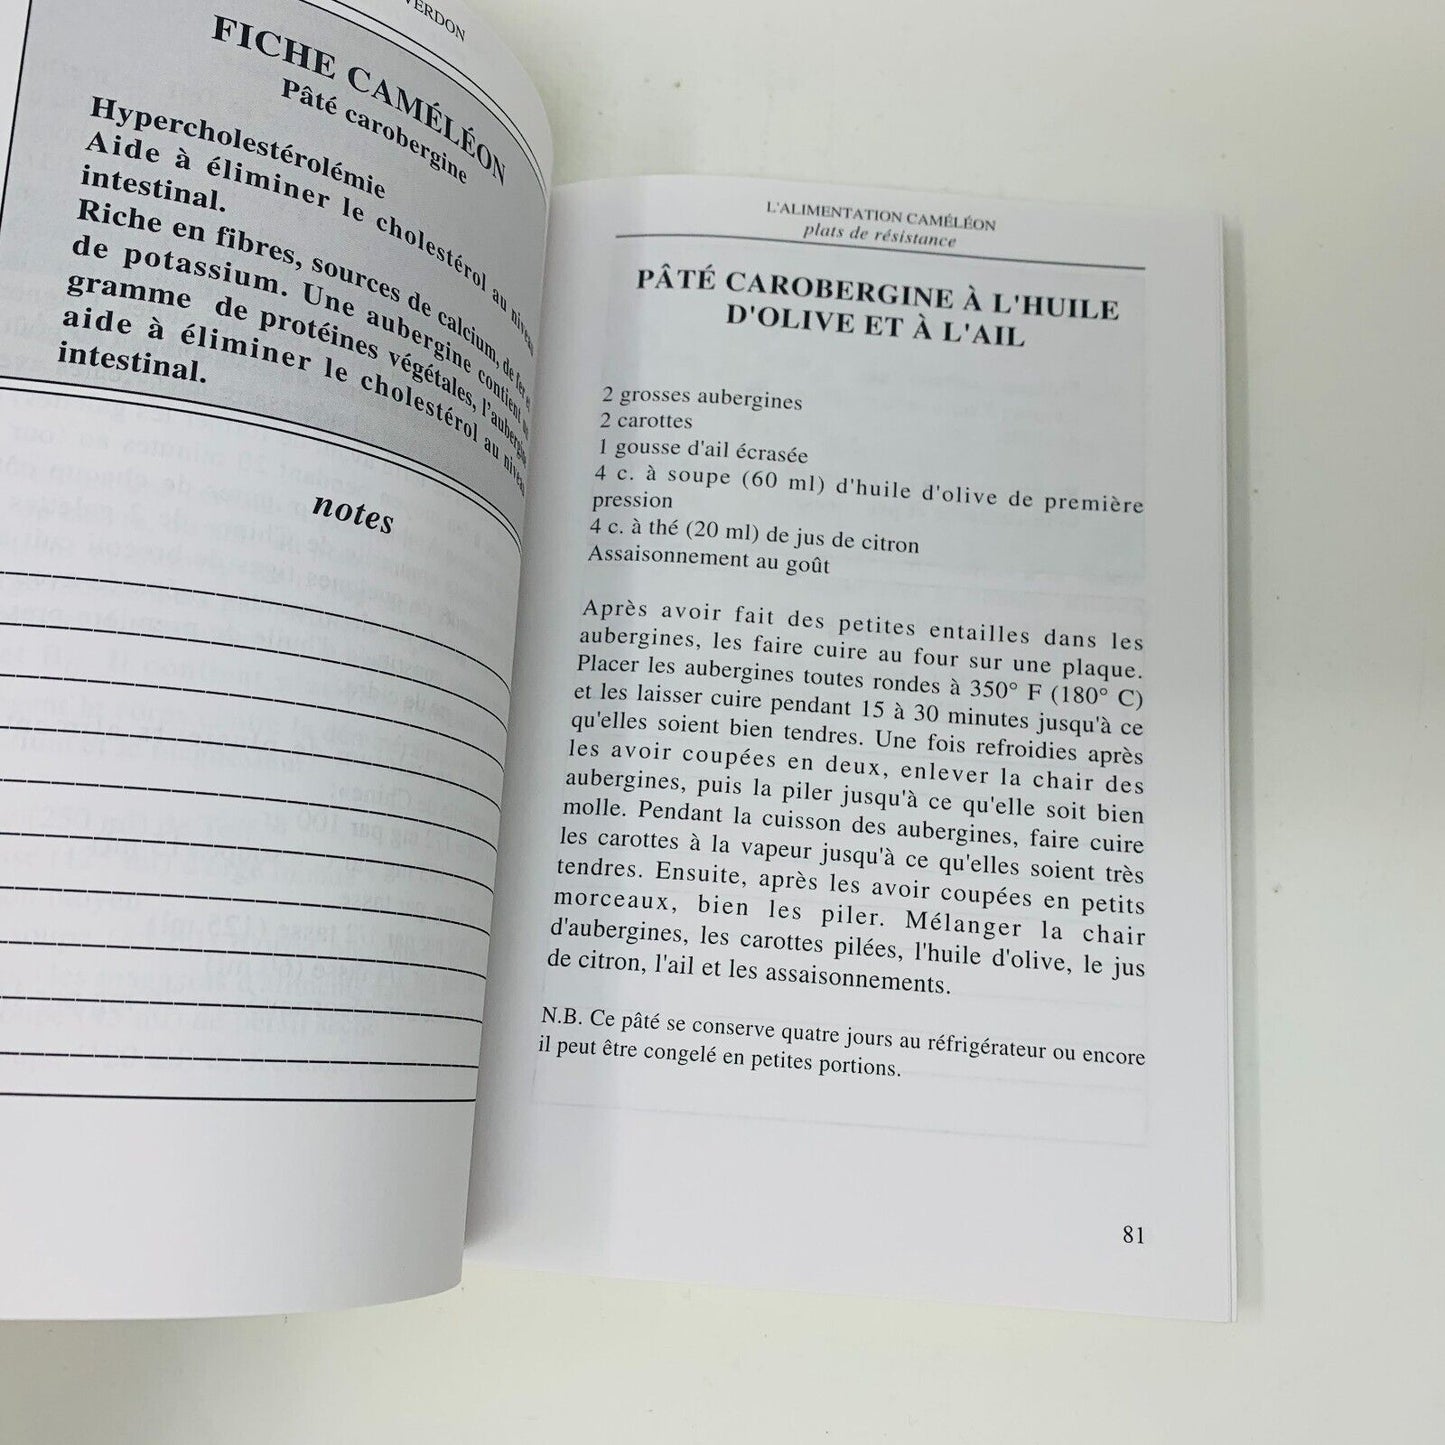 VERDON
FICHE CAMÉLÉON
Pâté carobergine
Hypercholestérolémie
Aide à éliminer le cholestérol au niveau
intestinal.
Riche en fibres, sources de calcium, de fer et
de potassium. Une aubergine contient un
gramme de protéines végétales, l'aubergine
aide à éliminer le cholestérol au niveau
intestinal.
notes
L'ALIMENTATION CAMÉLÉON
plats de résistance
PÂTÉ CAROBERGINE À L'HUILE
D'OLIVE ET À L'AIL
2 grosses aubergines
2 carottes
1 gousse d'ail écrasée
4 c. à soupe (60 ml) d'huile d'olive de première
pression
4 c. à thé (20 ml) de jus de citron
Assaisonnement au goût
Après avoir fait des petites entailles dans les
aubergines, les faire cuire au four sur une plaque.
Placer les aubergines toutes rondes à 350° F (180° C)
et les laisser cuire pendant 15 à 30 minutes jusqu'à ce
qu'elles soient bien tendres. Une fois refroidies après
les avoir coupées en deux, enlever la chair des
aubergines, puis la piler jusqu'à ce qu'elle soit bien
molle. Pendant la cuisson des aubergines, faire cuire
les carottes à la vapeur jusqu'à ce qu'elles soient très
tendres. Ensuite, après les avoir coupées en petits
morceaux, bien les piler. Mélanger la chair
d'aubergines, les carottes pilées, l'huile d'olive, le jus
de citron, l'ail et les assaisonnements.
N.B. Ce pâté se conserve quatre jours au réfrigérateur ou encore
il peut être congelé en petites portions.
81